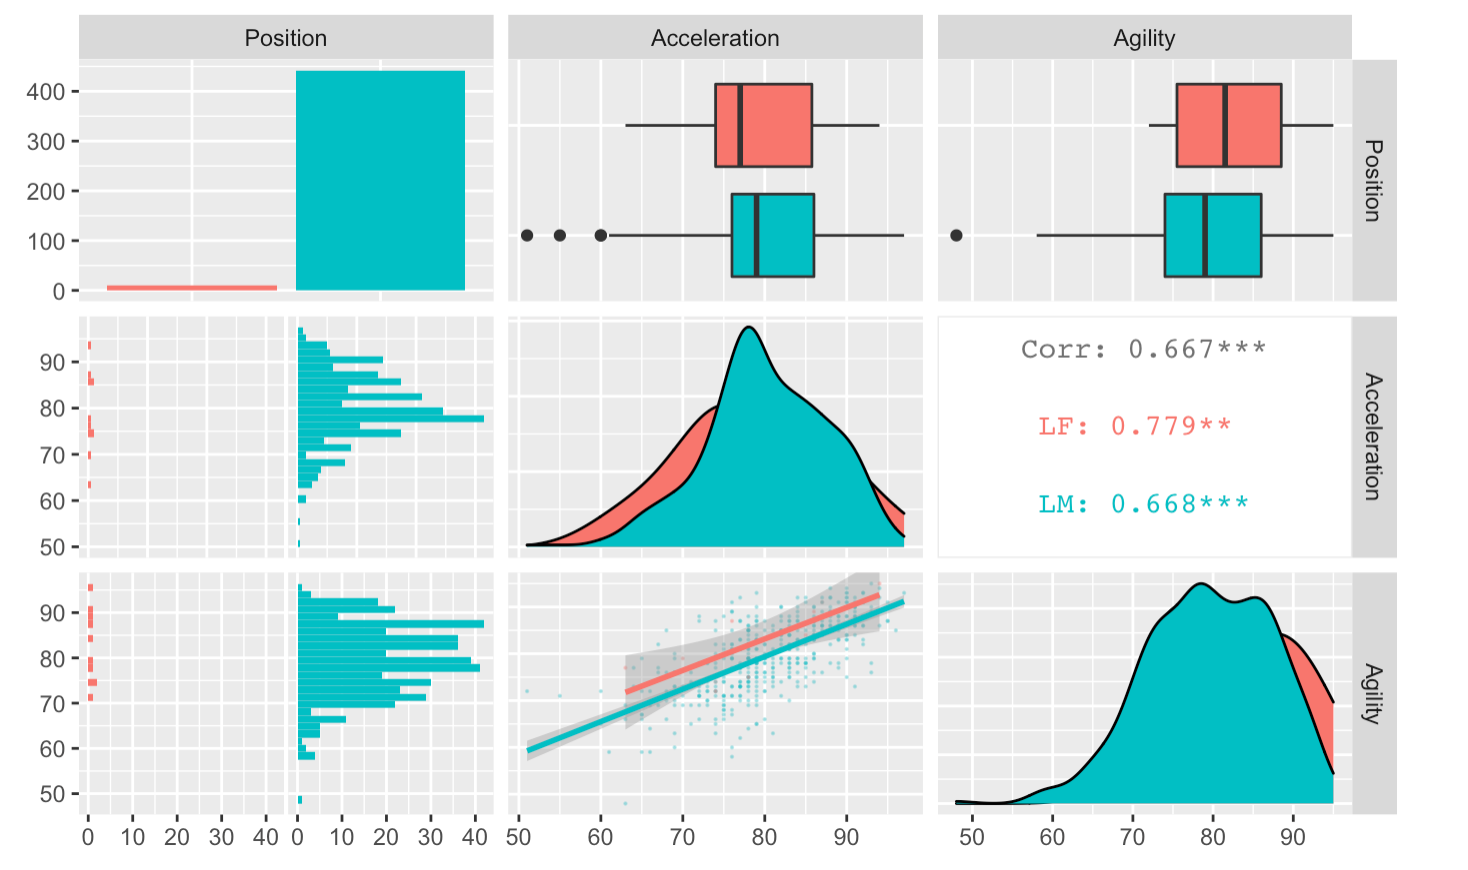 Position Acceleration Agility
400
300
200
100
0
Position
90
80
70
60
50
Corr: 0.667***
LF: 0.779**
LM: 0.668***
Acceleration
90
80
70
60
50
Agility
0 10 20 30 40 0 10 20 30 40 50 60 70 80 90 50 60 70 80 90